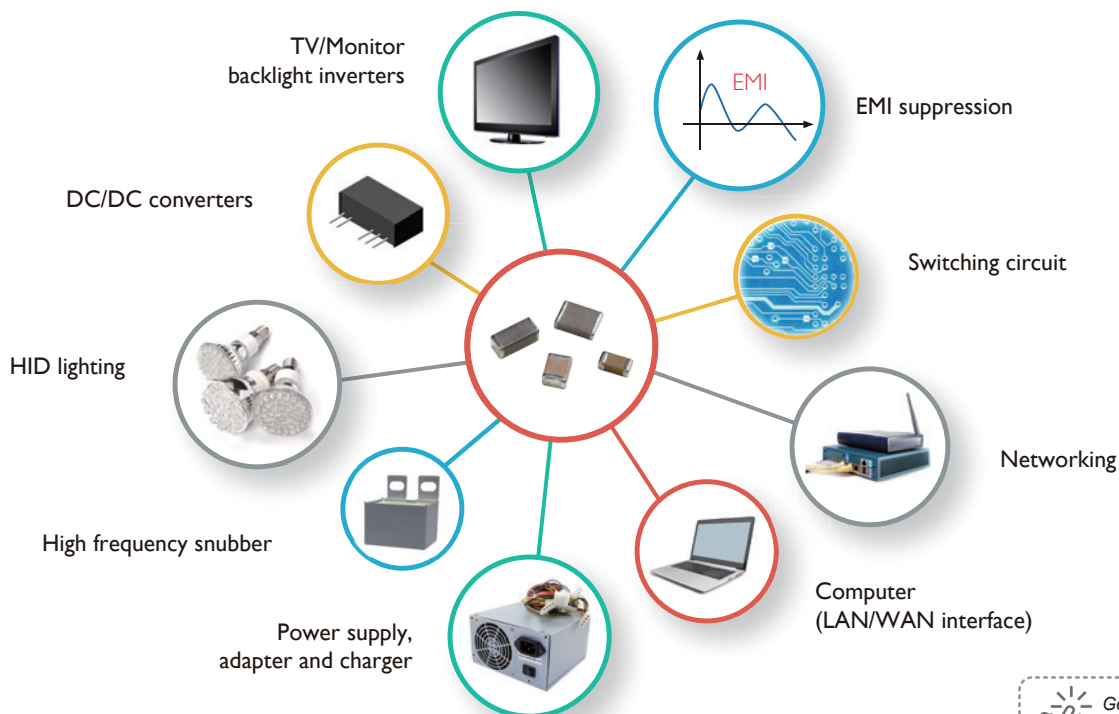 TV/Monitor
backlight inverters
EMI
EMI suppression
DC/DC converters
Switching circuit
HID lighting
Networking
High frequency snubber
Computer
(LAN/WAN interface)
Power supply,
adapter and charger